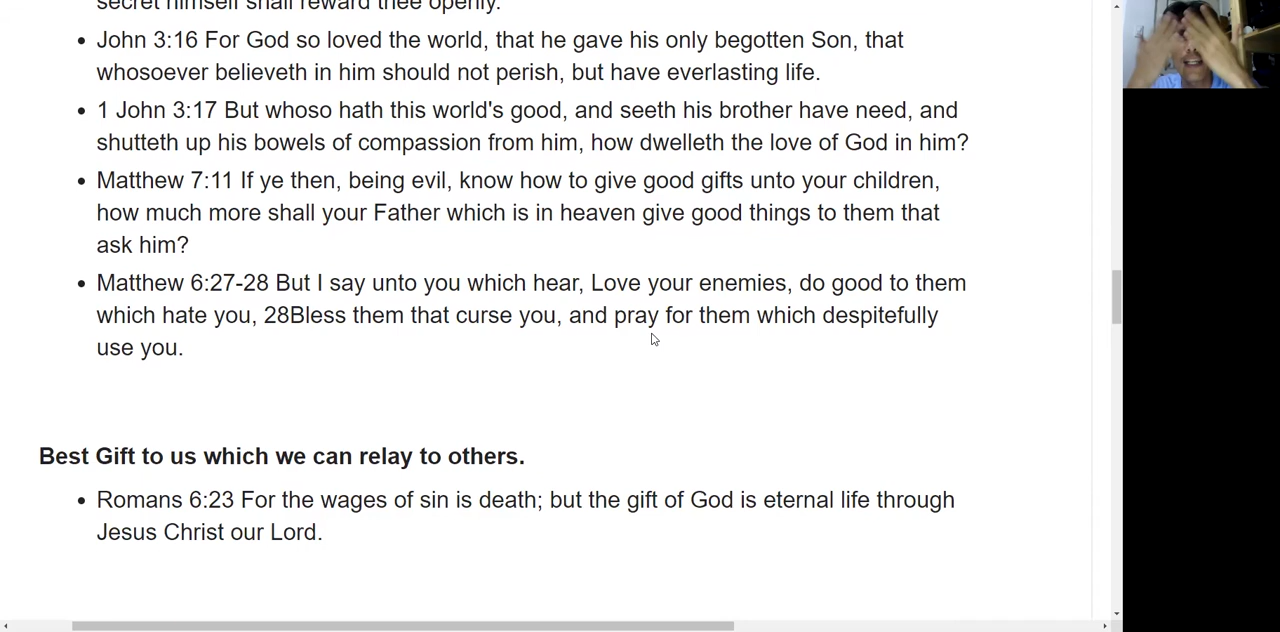 secret himself shall reward thee openly.
• John 3:16 For God so loved the world, that he gave his only begotten Son, that
whosoever believeth in him should not perish, but have everlasting life.
• 1 John 3:17 But whoso hath this world's good, and seeth his brother have need, and
shutteth up his bowels of compassion from him, how dwelleth the love of God in him?
• Matthew 7:11 If ye then, being evil, know how to give good gifts unto your children,
how much more shall your Father which is in heaven give good things to them that
ask him?
• Matthew 6:27-28 But I say unto you which hear, Love your enemies, do good to them
which hate you, 28Bless them that curse you, and pray for them which despitefully
use you.
Best Gift to us which we can relay to others.
• Romans 6:23 For the wages of sin is death; but the gift of God is eternal life through
Jesus Christ our Lord.